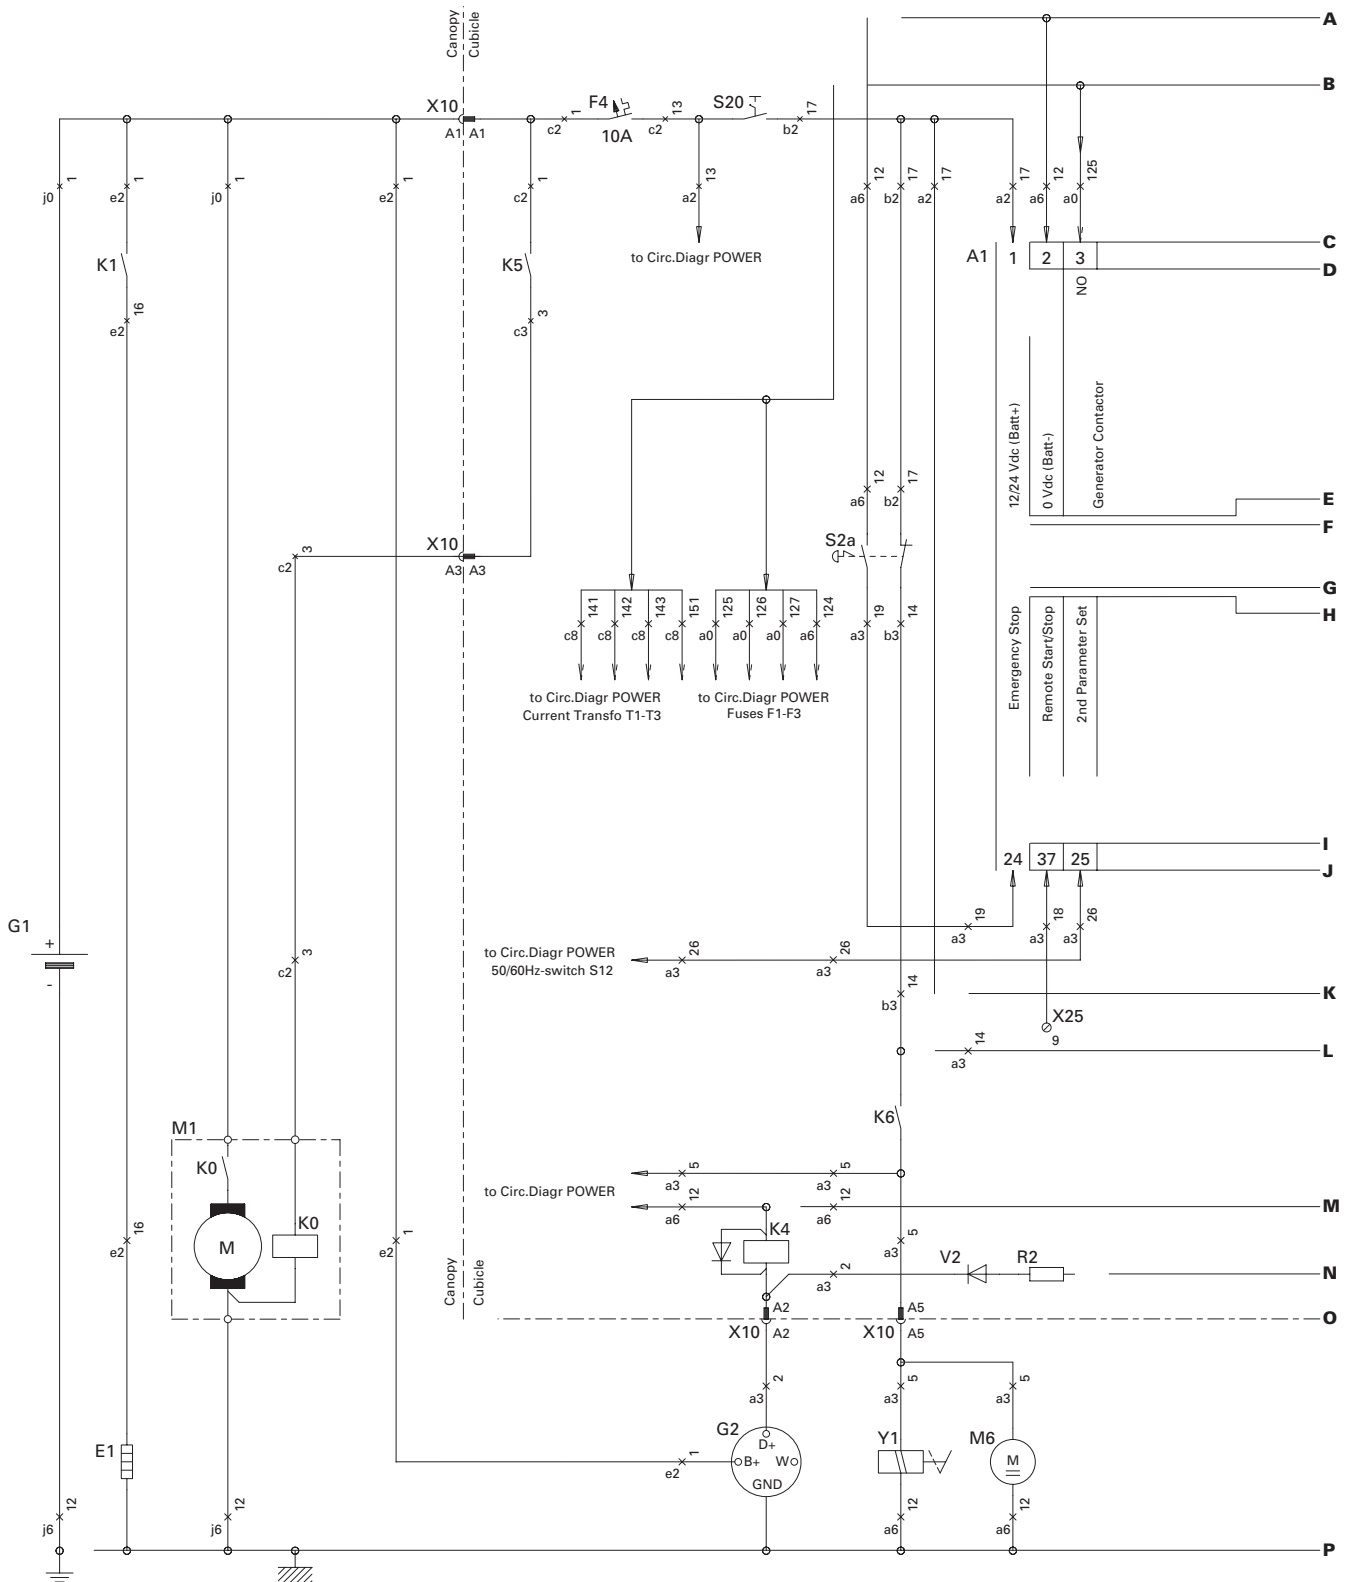 Canopy
Cubicle
A
B
X10
A1 A1
1
c2
F4
10A
13
c2
S20
17
b2
1
j0
1
e2
1
j0
1
e2
1
c2
13
a2
12
a6
17
b2
17
a2
17
a2
12
a6
125
a0
to Circ.Diagr POWER
K1
K5
A1
1 2 3
NO
C
D
16
e2
3
c3
12/24 Vdc (Batt+)
0 Vdc (Batt-)
Generator Contactor
12
a6
17
b2
E
F
S2a
X10
A3 A3
3
c2
G
H
141
c8
142
c8
143
c8
151
c8
125
a0
126
a0
127
a0
124
a6
19
a3
14
b3
Emergency Stop
Remote Start/Stop
2nd Parameter Set
to Circ.Diagr POWER
Current Transfo T1-T3
to Circ.Diagr POWER
Fuses F1-F3
24 37 25
I
J
G1
+
-
19
a3
18
a3
26
a3
3
c2
to Circ.Diagr POWER
50/60Hz-switch S12
26
a3
26
a3
14
b3
K
X25
9
14
a3
L
K6
M1
K0
K0
M
to Circ.Diagr POWER
5
a3
5
a3
12
a6
12
a6
M
K4
16
e2
1
e2
5
a3
2
a3
V2
R2
N
Canopy
Cubicle
A2
X10 A2
A5
X10 A5
O
2
a3
5
a3
5
a3
G2
D+
B+
W
GND
1
e2
E1
Y1
M6
M
12
j6
12
j6
12
a6
12
a6
P